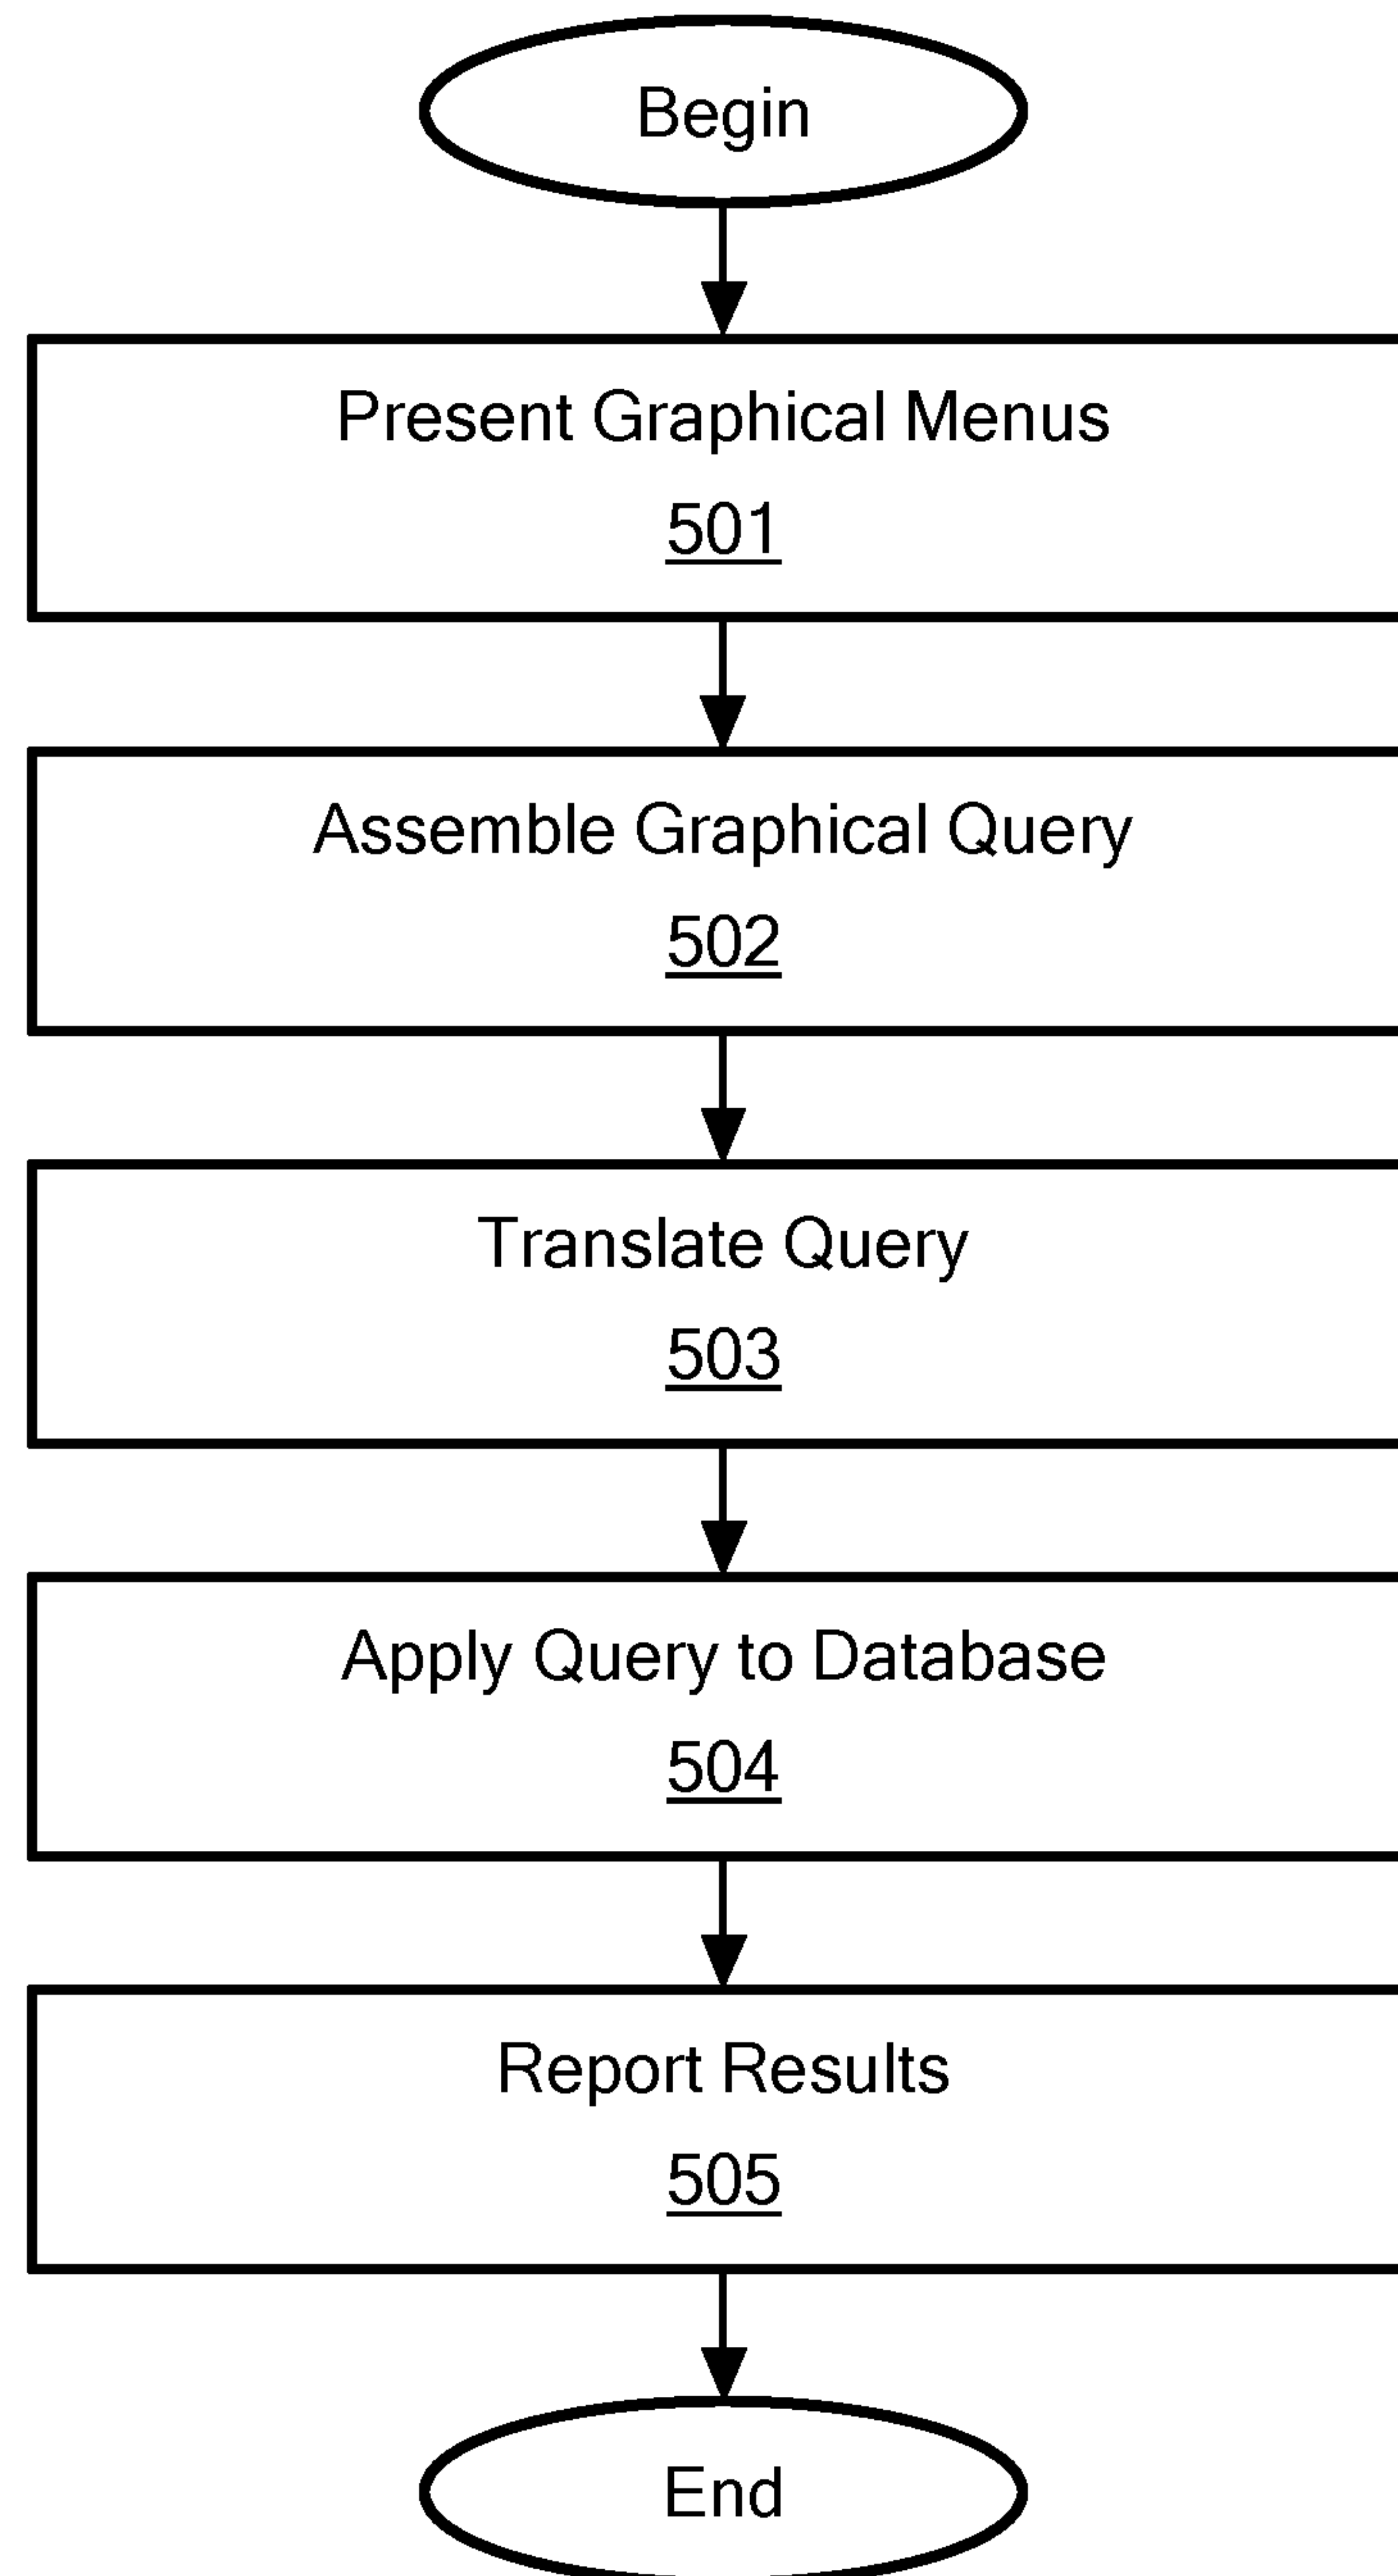 Begin
Present Graphical Menus
501
Assemble Graphical Query
502
Translate Query
503
Apply Query to Database
504
Report Results
505
End